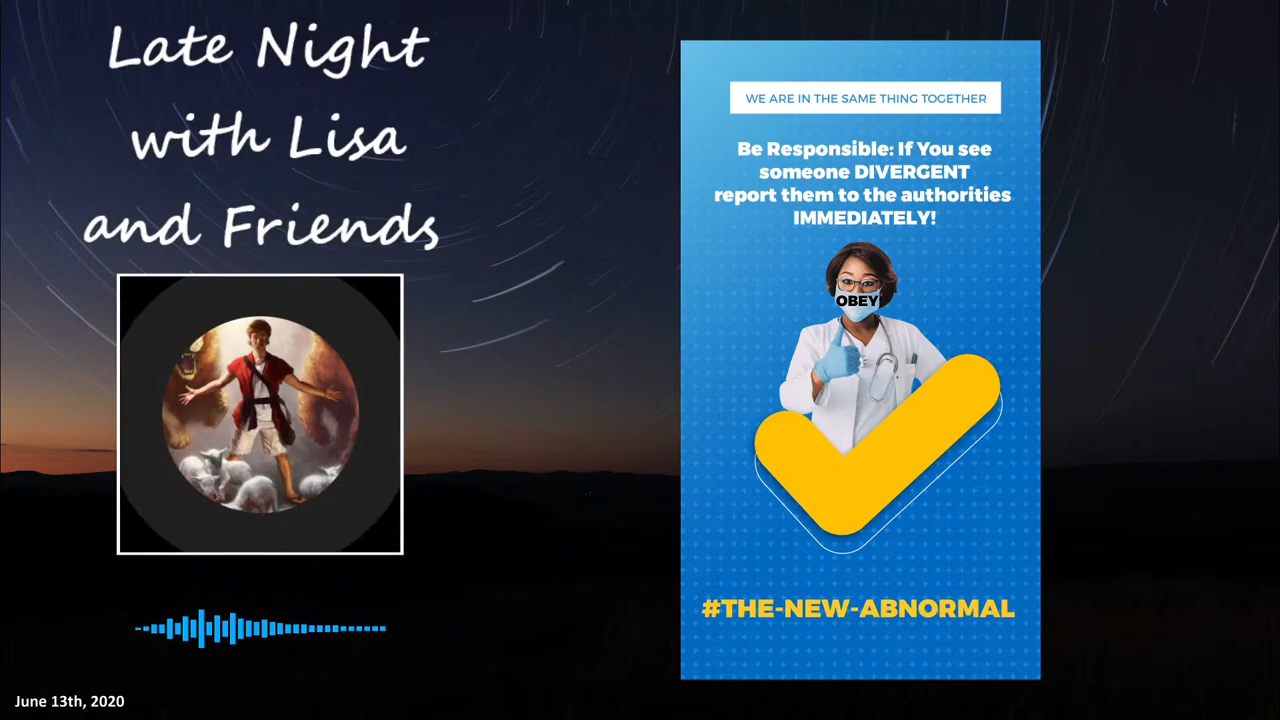 Late Night
with Lisa
and Friends
WE ARE IN THE SAME THING TOGETHER
Be Responsible: If You see
someone DIVERGENT
report them to the authorities
IMMEDIATELY!
OBEY
#THE-NEW-ABNORMAL
June 13th, 2020